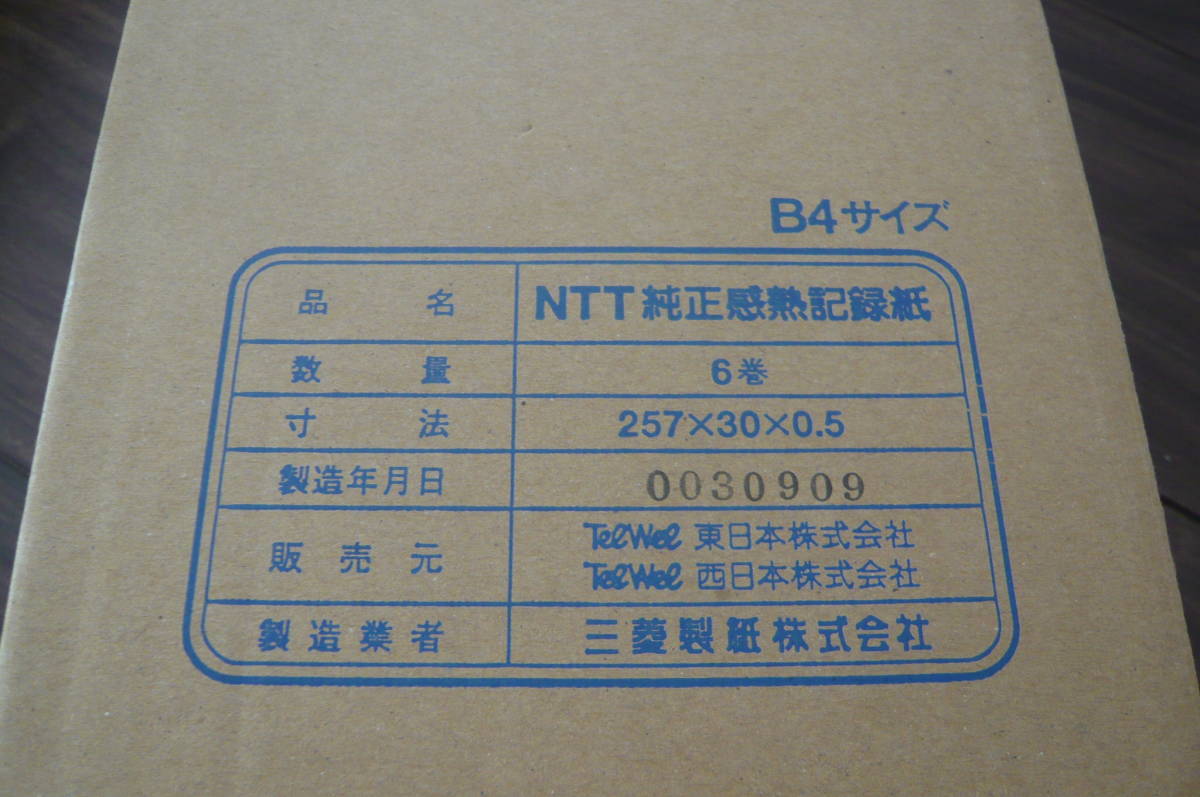 B4サイズ
品名 NTT純正感熱記録紙
数量 6巻
寸法 257×30×0.5
製造年月日 0030909
販売元 TelWel 東日本株式会社
TelWel 西日本株式会社
製造業者 三菱製紙株式会社